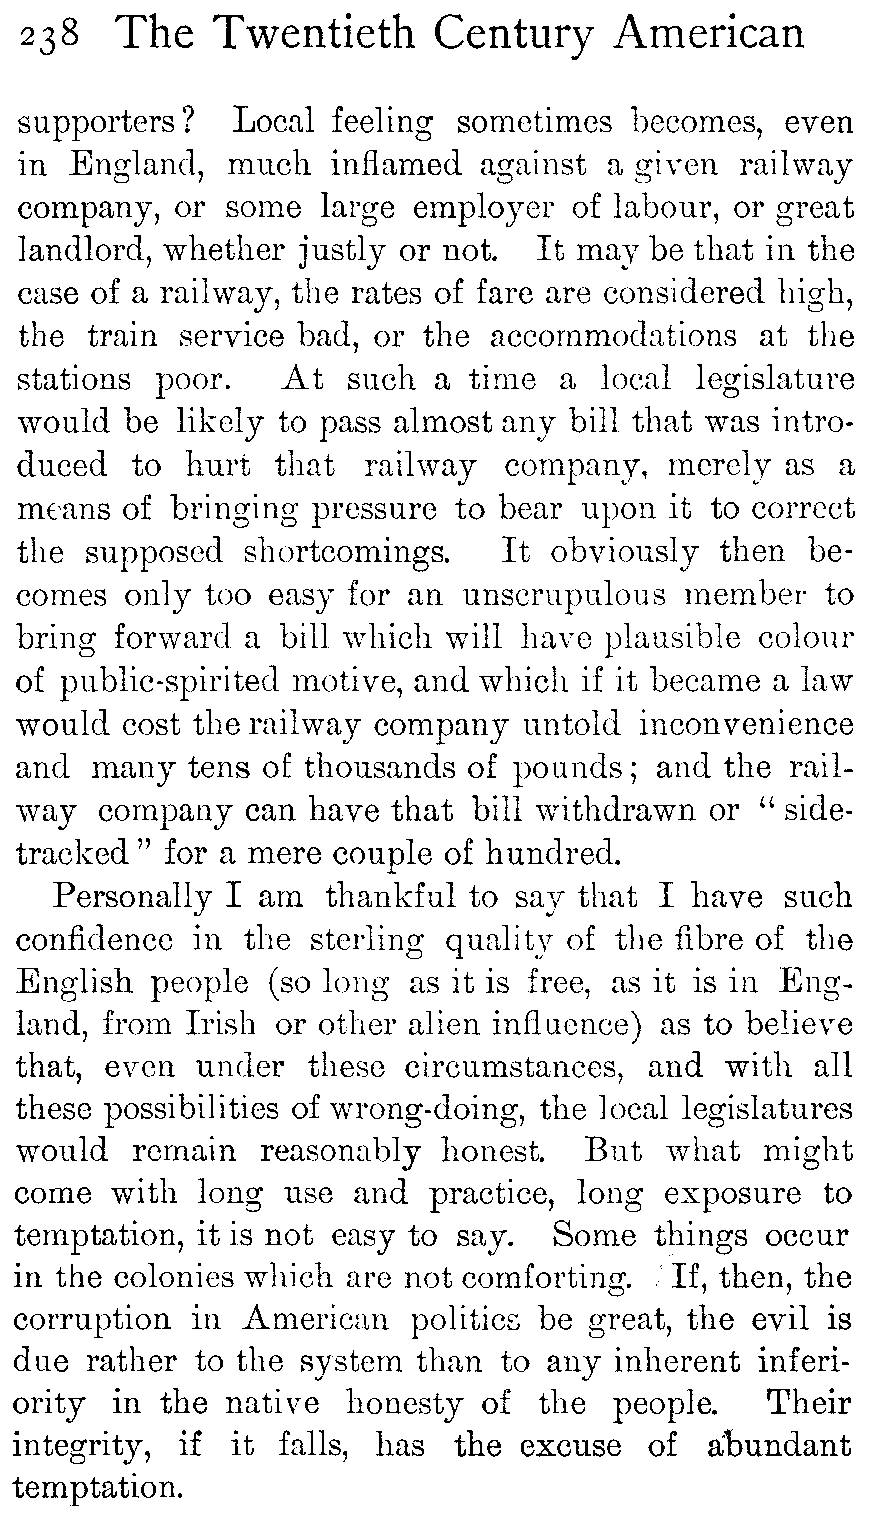 238 The Twentieth Century American
supporters? Local feeling sometimes becomes, even
in England, much inflamed against a given railway
company, or some large employer of labour, or great
landlord, whether justly or not. It may be that in the
case of a railway, the rates of fare are considered high,
the train service bad, or the accommodations at the
stations poor. At such a time a local legislature
would be likely to pass almost any bill that was intro-
duced to hurt that railway company, merely as a
means of bringing pressure to bear upon it to correct
the supposed shortcomings. It obviously then be-
comes only too easy for an unscrupulous member to
bring forward a bill which will have plausible colour
of public-spirited motive, and which if it became a law
would cost the railway company untold inconvenience
and many tens of thousands of pounds; and the rail-
way company can have that bill withdrawn or "side-
tracked" for a mere couple of hundred.
Personally I am thankful to say that I have such
confidence in the sterling quality of the fibre of the
English people (so long as it is free, as it is in Eng-
land, from Irish or other alien influence) as to believe
that, even under these circumstances, and with all
these possibilities of wrong-doing, the local legislatures
would remain reasonably honest. But what might
come with long use and practice, long exposure to
temptation, it is not easy to say. Some things occur
in the colonies which are not comforting. If, then, the
corruption in American politics be great, the evil is
due rather to the system than to any inherent inferi-
ority in the native honesty of the people. Their
integrity, if it falls, has the excuse of abundant
temptation.